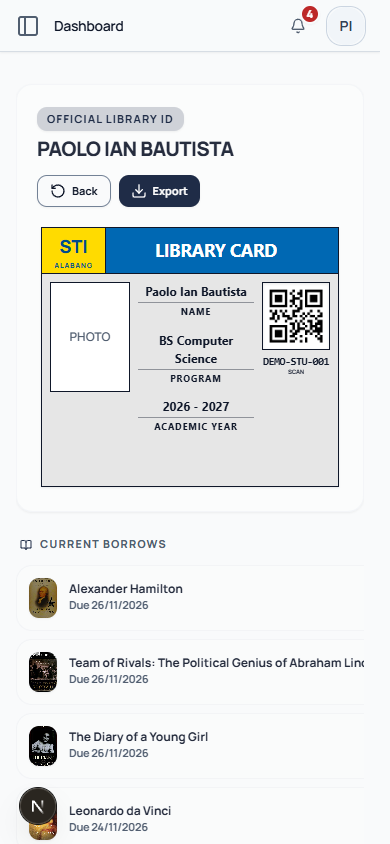 Dashboard
4
PI
OFFICIAL LIBRARY ID
PAOLO IAN BAUTISTA
Back
Export
STI
ALABANG
LIBRARY CARD
PHOTO
Paolo Ian Bautista
NAME
BS Computer
Science
PROGRAM
2026 - 2027
ACADEMIC YEAR
DEMO-STU-001
SCAN
CURRENT BORROWS
Alexander Hamilton
Due 26/11/2026
Team of Rivals: The Political Genius of Abraham Linc
Due 26/11/2026
The Diary of a Young Girl
Due 26/11/2026
N
Leonardo da Vinci
Due 24/11/2026